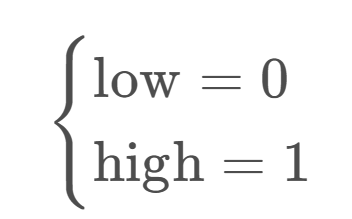 low = 0
high = 1